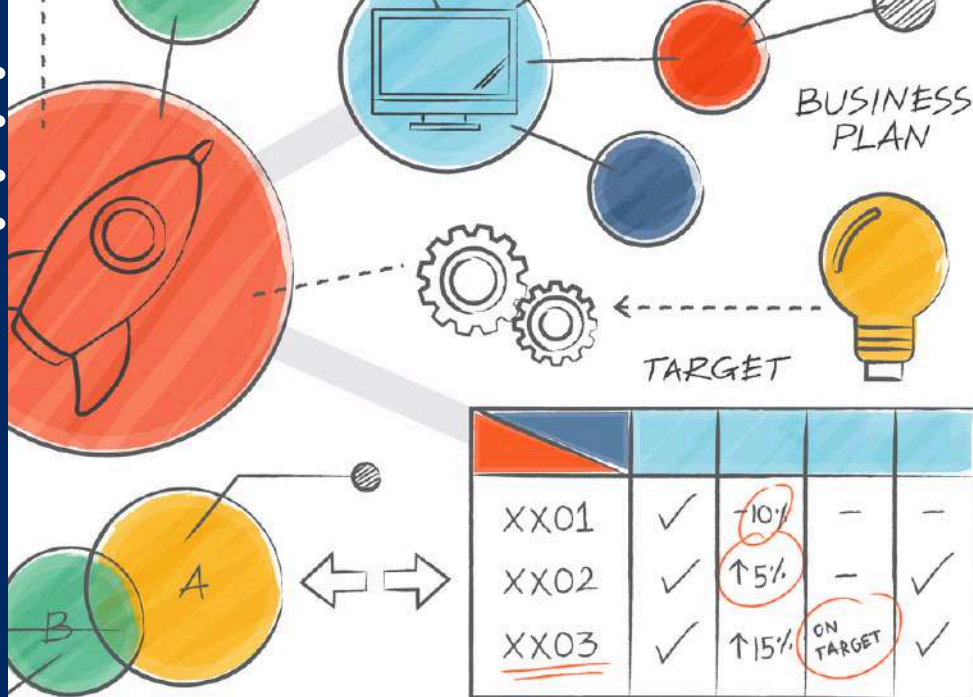 BUSINESS
PLAN
TARGET
XX01 ✓ -10% — —
XX02 ✓ ↑5% — ✓
XX03 ✓ ↑15% ON TARGET ✓
B A